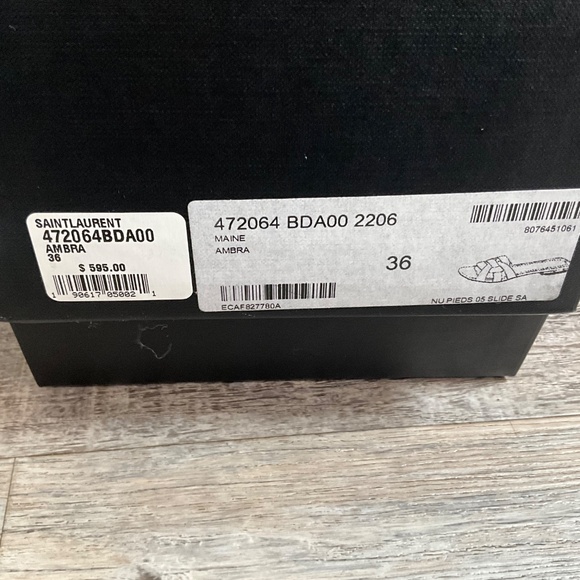 SAINTLAURENT
472064BDA00
AMBRA
36
$ 595.00
1 90617 05002 1
472064 BDA00 2206
MAINE
AMBRA
36
ECAF827780A
8076451061
NU PIEDS 05 SLIDE SA